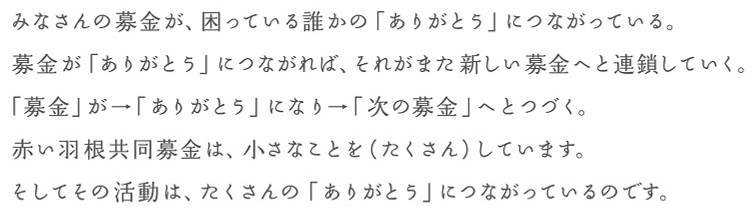 みなさんの募金が、困っている誰かの「ありがとう」につながっている。
募金が「ありがとう」につながれば、それがまた新しい募金へと連鎖していく。
「募金」が→「ありがとう」になり→「次の募金」へとつづく。
赤い羽根共同募金は、小さなことを（たくさん）しています。
そしてその活動は、たくさんの「ありがとう」につながっているのです。